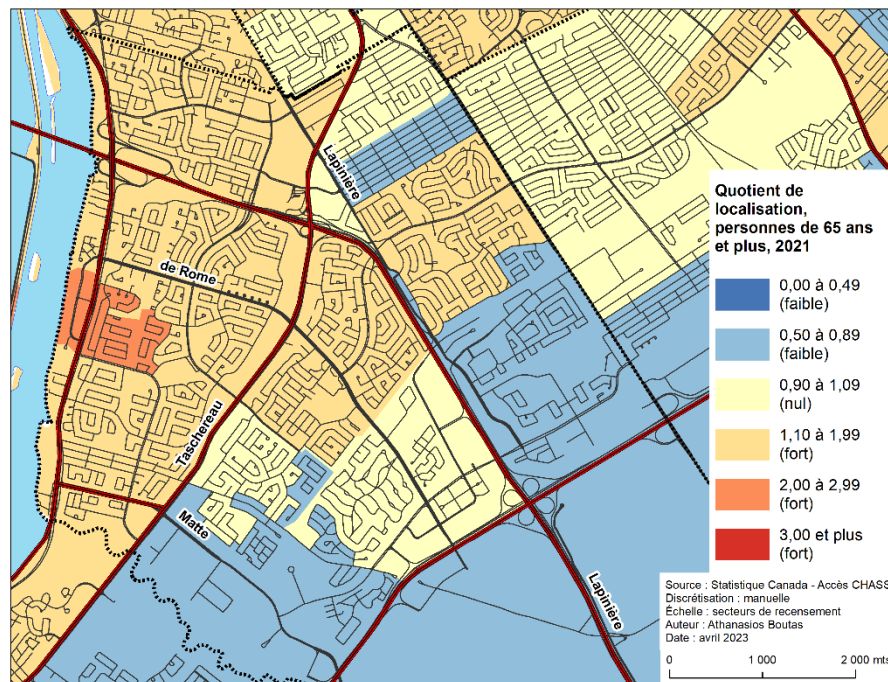 Lapinière
de Rome
Taschereau
Matte
Lapinière
Quotient de
localisation,
personnes de 65 ans
et plus, 2021
0,00 à 0,49
(faible)
0,50 à 0,89
(faible)
0,90 à 1,09
(nul)
1,10 à 1,99
(fort)
2,00 à 2,99
(fort)
3,00 et plus
(fort)
Source : Statistique Canada - Accès CHASS
Discrétisation : manuelle
Échelle : secteurs de recensement
Auteur : Athanasios Boutas
Date : avril 2023
0 1 000 2 000 mts